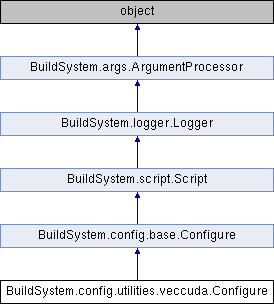 object
BuildSystem.args.ArgumentProcessor
BuildSystem.logger.Logger
BuildSystem.script.Script
BuildSystem.config.base.Configure
BuildSystem.config.utilities.veccuda.Configure